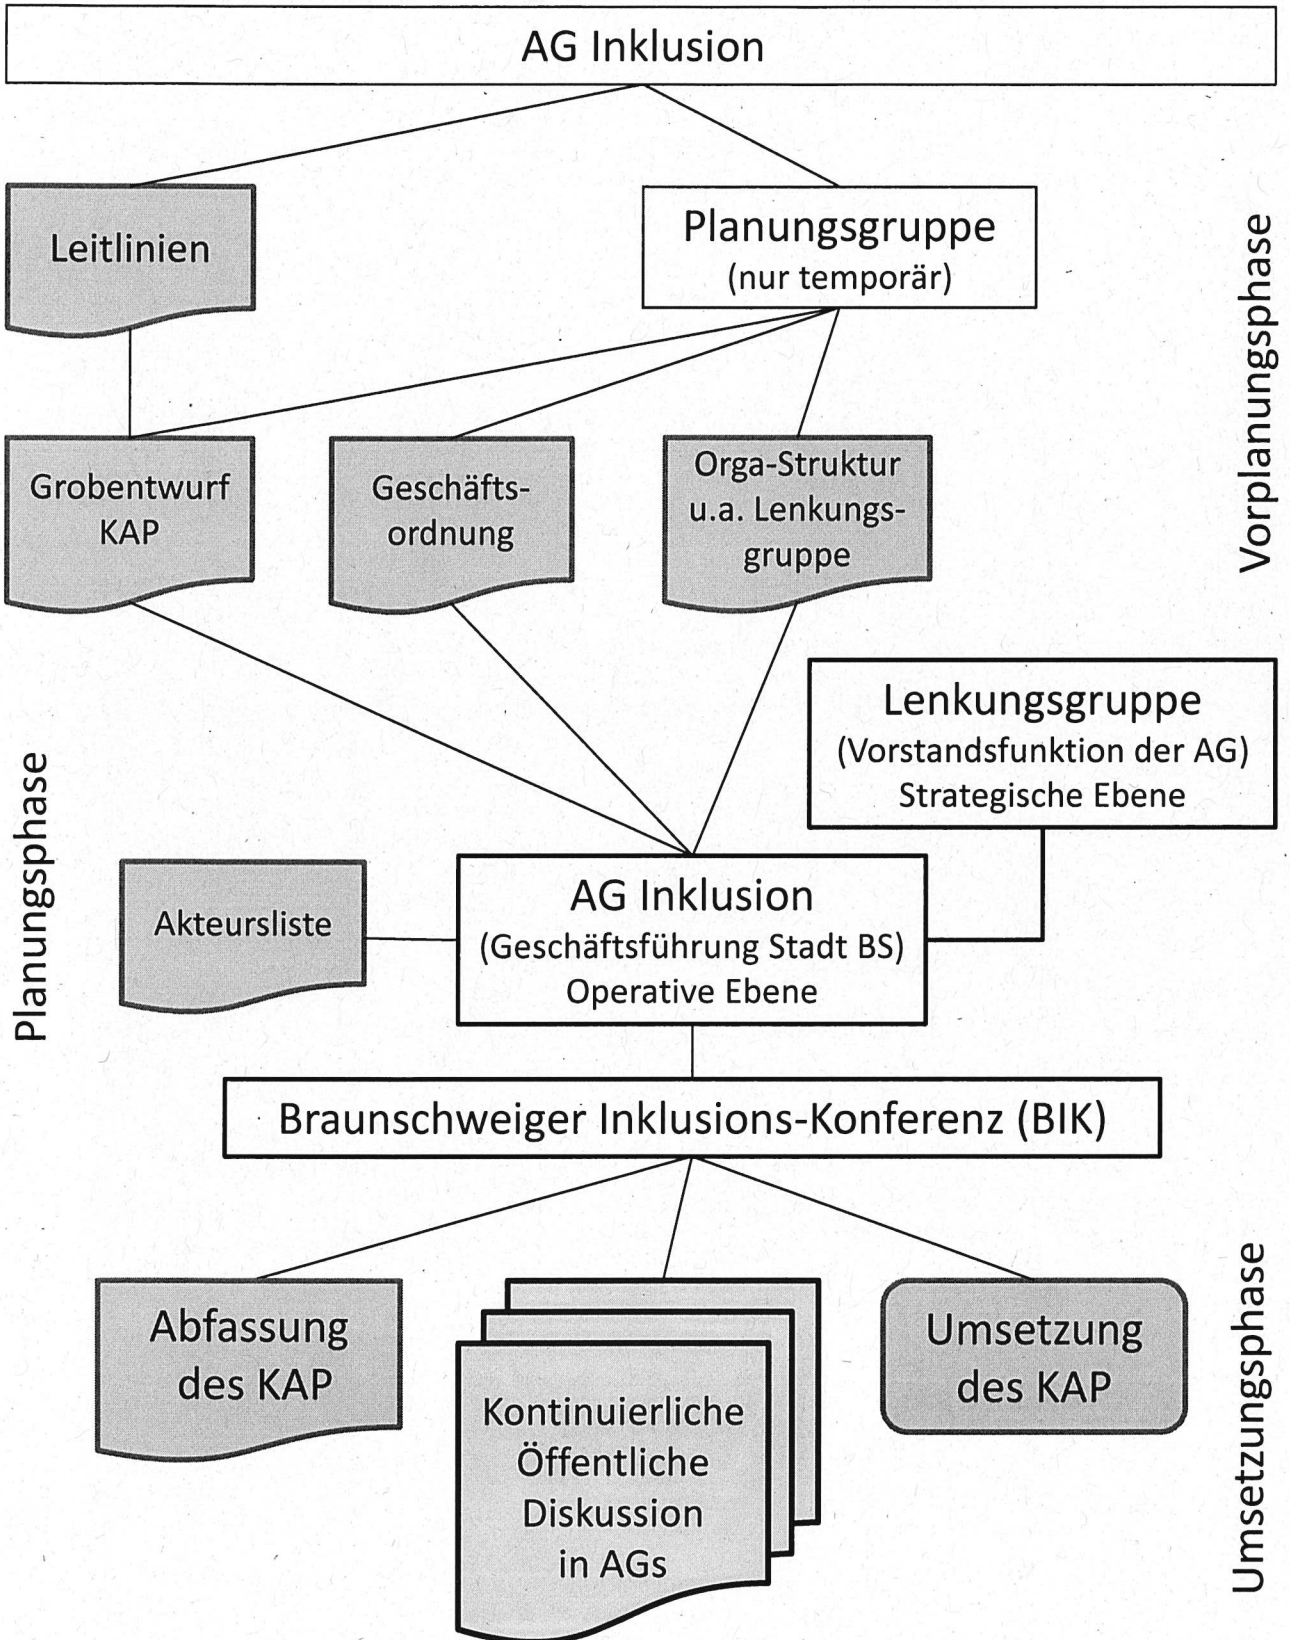 AG Inklusion
Leitlinien
Planungsgruppe
(nur temporär)
Vorplanungsphase
Grobentwurf
KAP
Geschäfts-
ordnung
Orga-Struktur
u.a. Lenkungs-
gruppe
Lenkungsgruppe
(Vorstandsfunktion der AG)
Strategische Ebene
Planungsphase
Akteursliste
AG Inklusion
(Geschäftsführung Stadt BS)
Operative Ebene
Braunschweiger Inklusions-Konferenz (BIK)
Abfassung
des KAP
Kontinuierliche
Öffentliche
Diskussion
in AGs
Umsetzung
des KAP
Umsetzungsphase